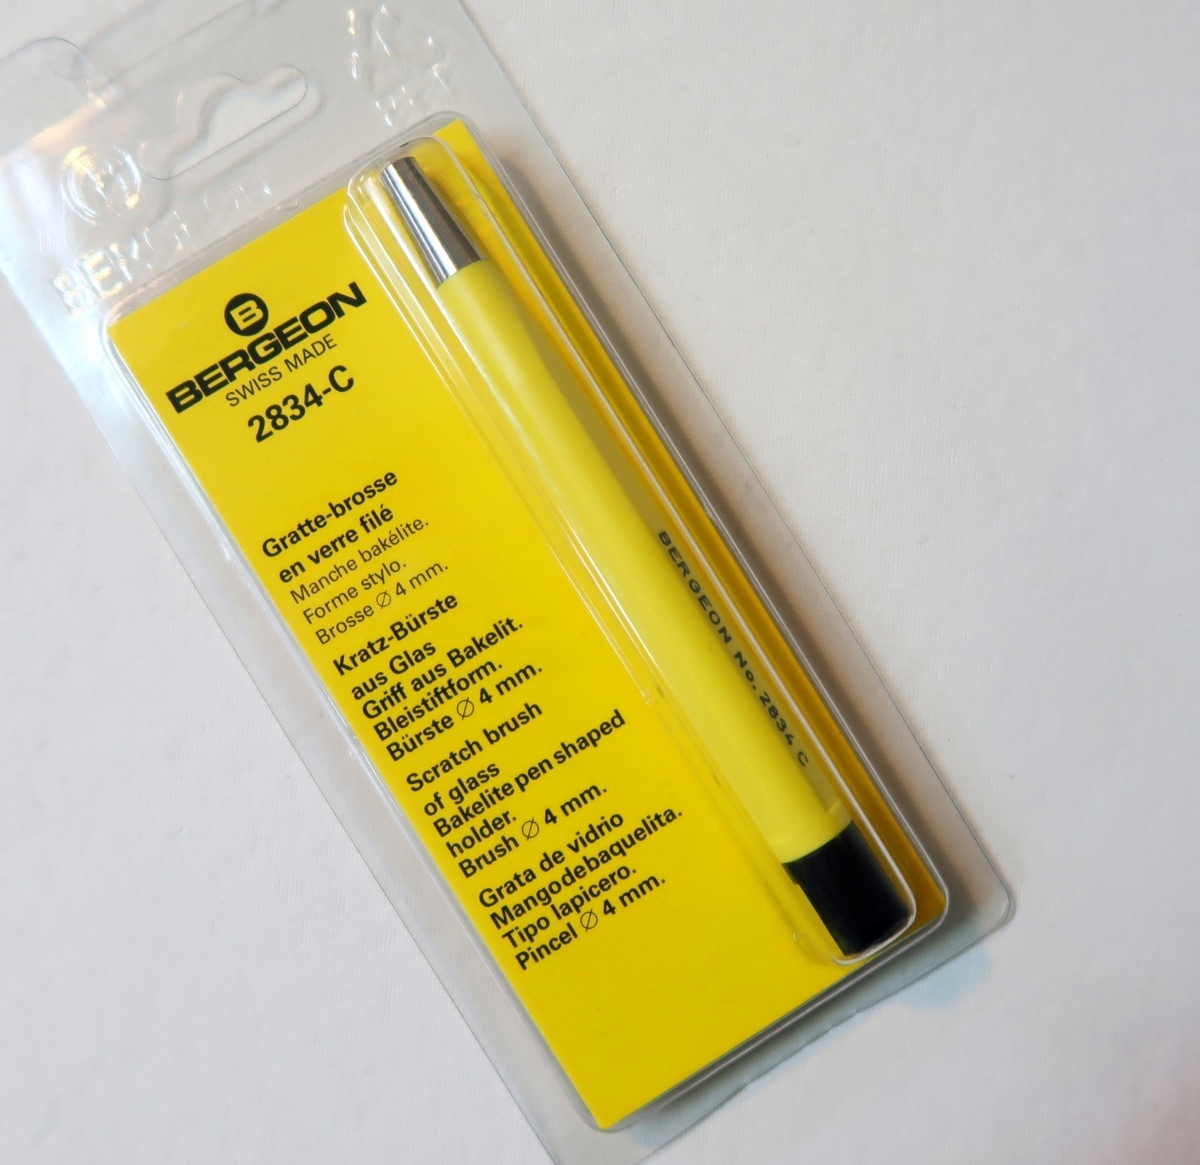 B
BERGEON
SWISS MADE
2834-C
Gratte-brosse
en verre filé
Manche bakélite.
Forme stylo.
Brosse ∅ 4 mm.
Kratz-Bürste
aus Glas
Griff aus Bakelit.
Bleistiftform.
Bürste ∅ 4 mm.
Scratch brush
of glass
Bakelite pen shaped
holder.
Brush ∅ 4 mm.
Grata de vidrio
Mangodebaquelita.
Tipo lapicero.
Pincel ∅ 4 mm.
BERGEON No. 2834 C